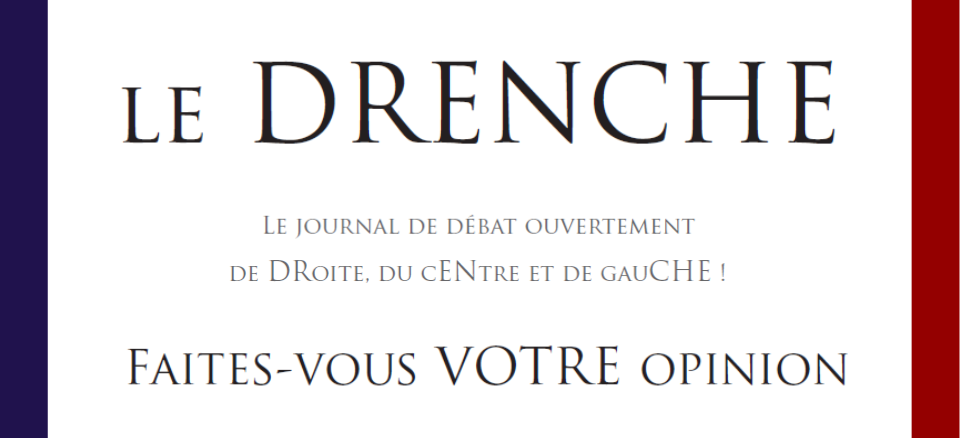 LE DRENCHE
LE JOURNAL DE DÉBAT OUVERTEMENT
DE DROITE, DU CENTRE ET DE GAUCHE !
FAITES-VOUS VOTRE OPINION